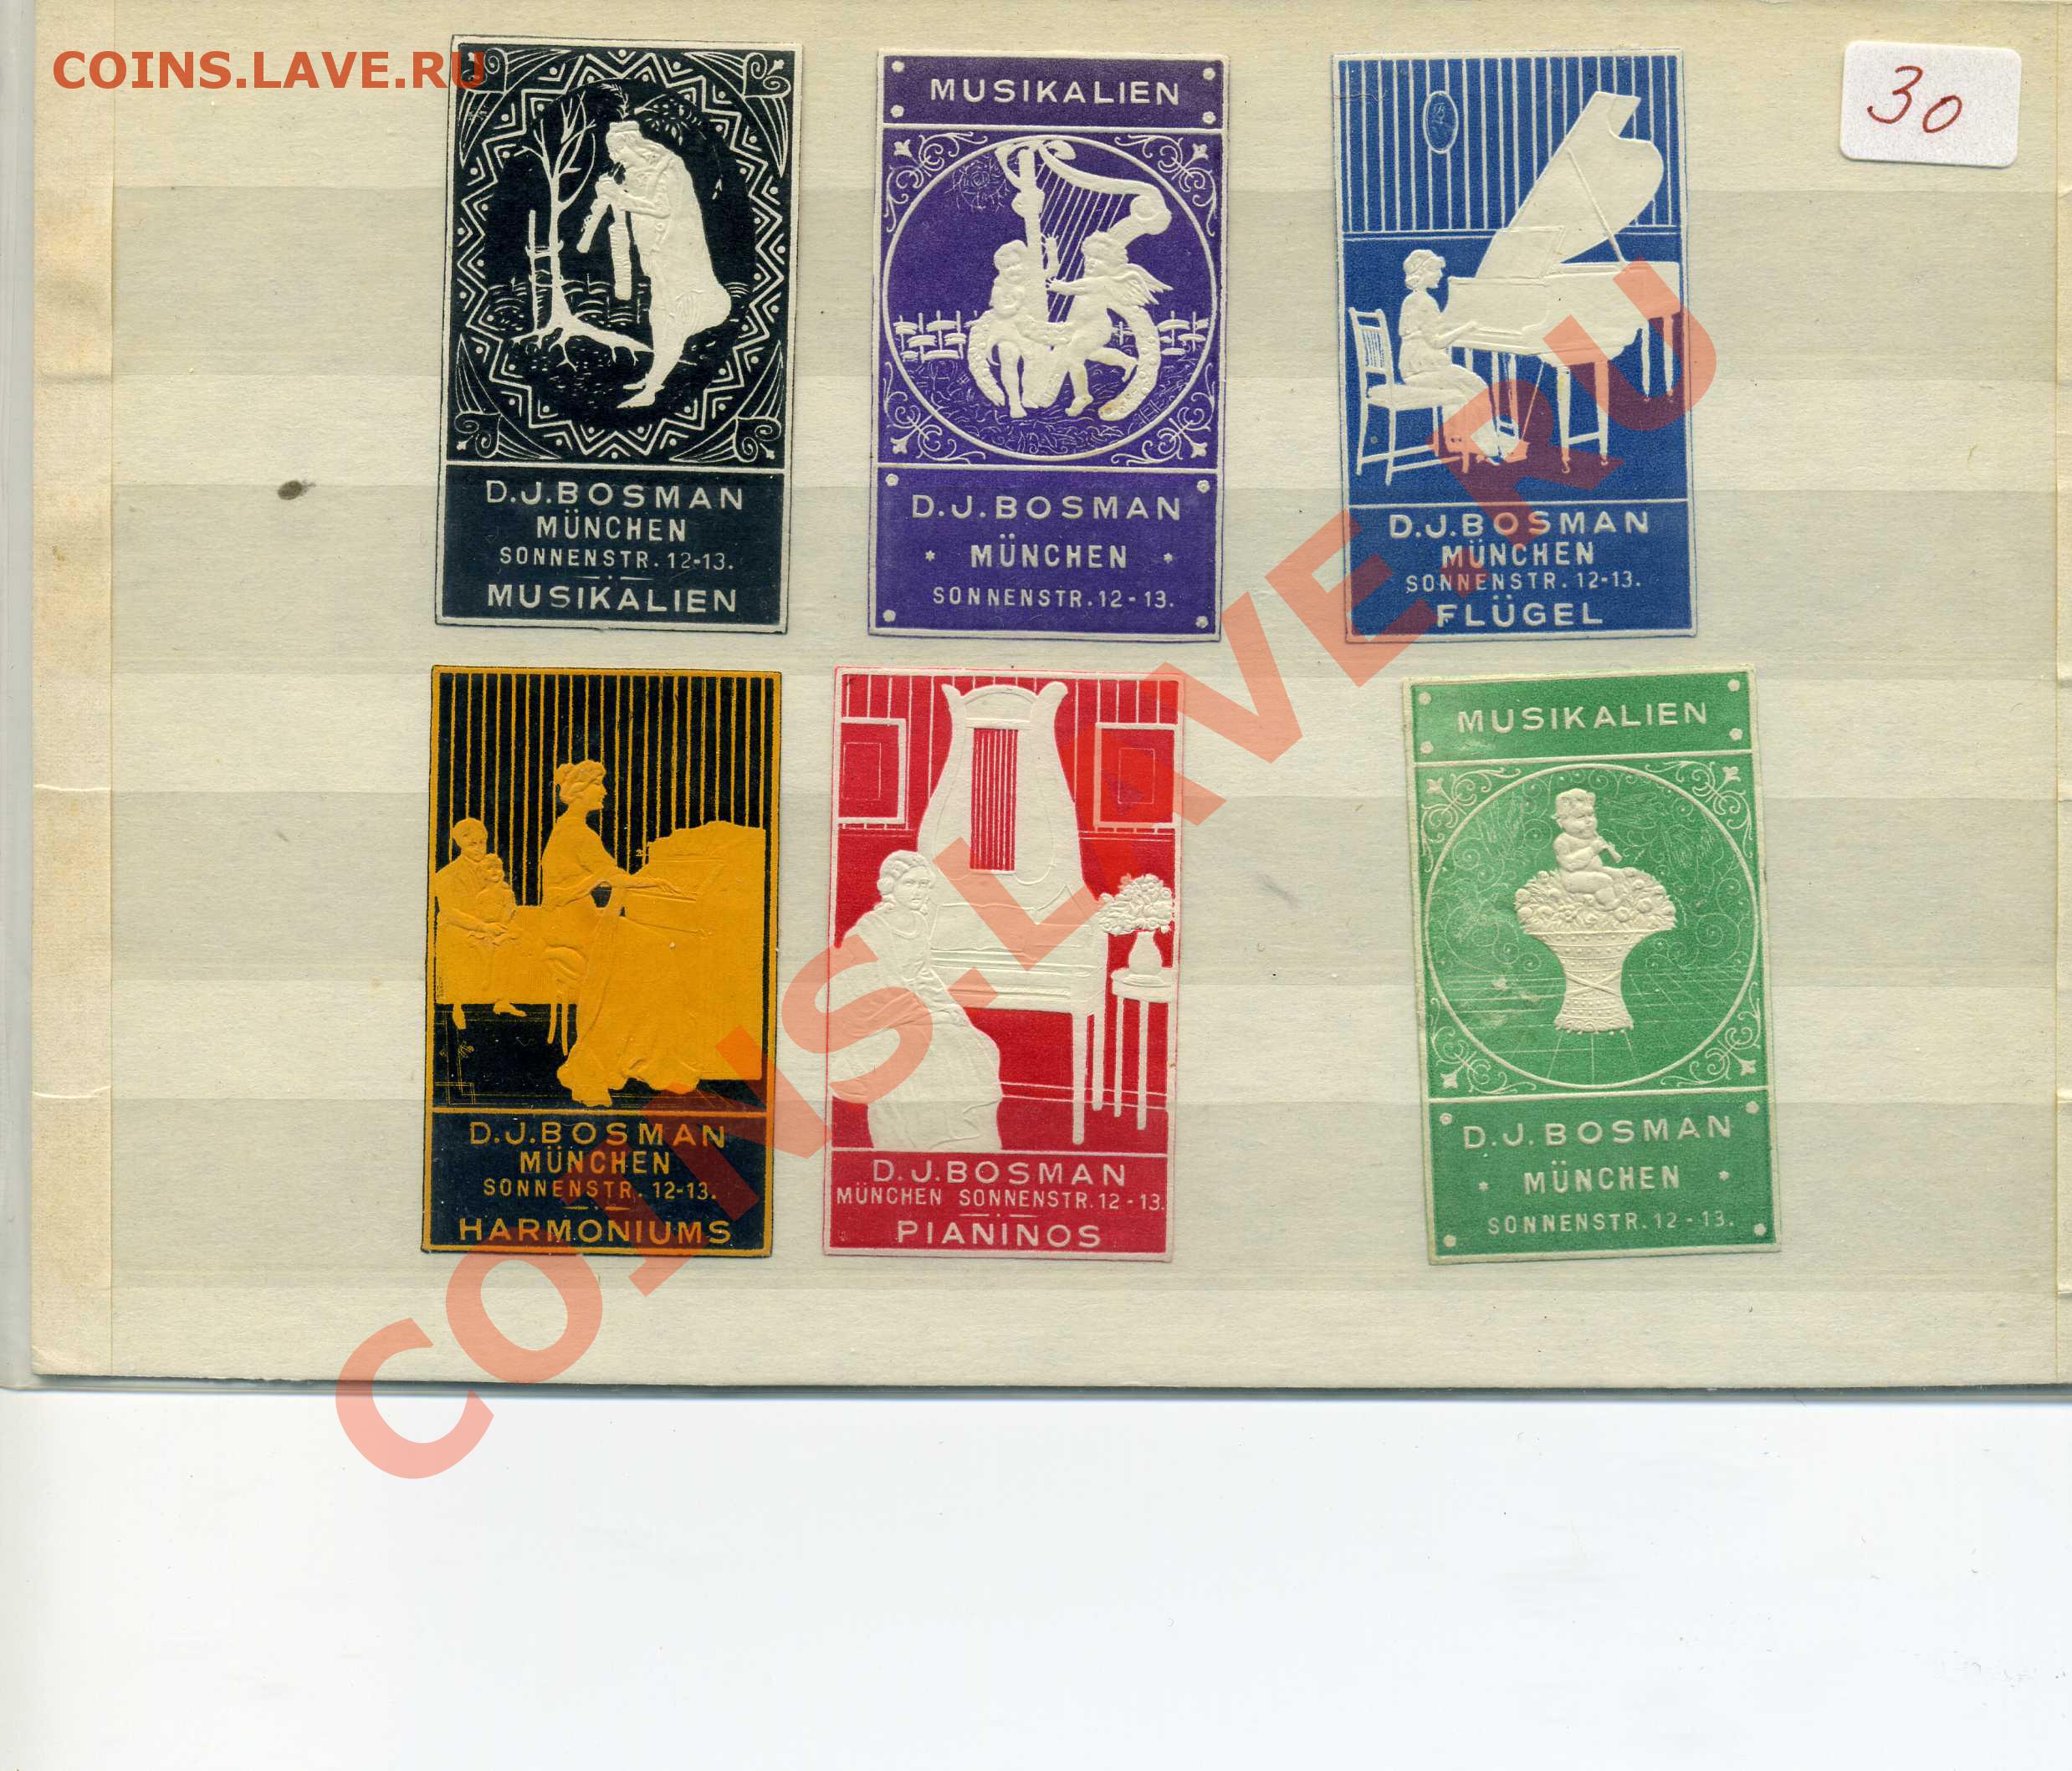 COINS.LAVE.RU
30
D.J.BOSMAN
MÜNCHEN
SONNENSTR. 12-13.
MUSIKALIEN
MUSIKALIEN
D.J.BOSMAN
* MÜNCHEN *
SONNENSTR. 12-13.
D.J.BOSMAN
MÜNCHEN
SONNENSTR. 12-13.
FLÜGEL
D.J.BOSMAN
MÜNCHEN
SONNENSTR. 12-13.
HARMONIUMS
D.J.BOSMAN
MÜNCHEN SONNENSTR. 12-13.
PIANINOS
MUSIKALIEN
D.J.BOSMAN
* MÜNCHEN *
SONNENSTR. 12-13.
COINS.LAVE.RU